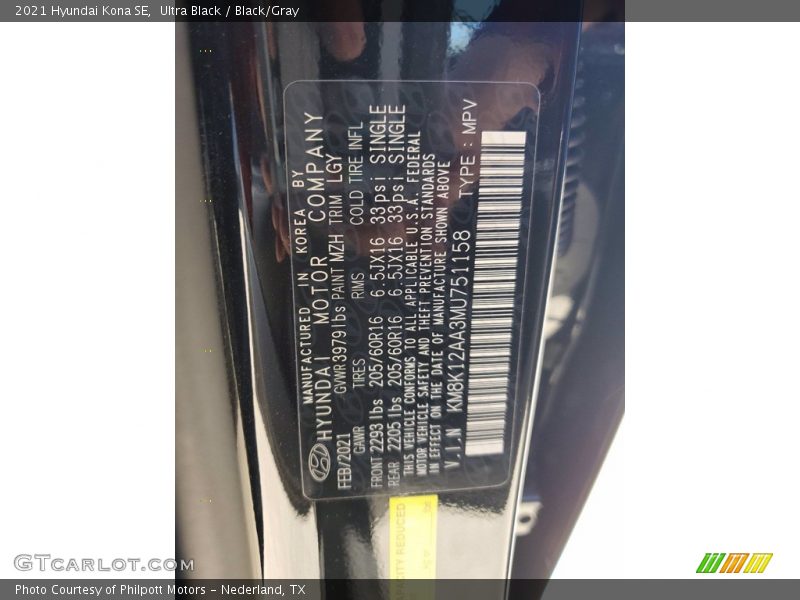 2021 Hyundai Kona SE,  Ultra Black / Black/Gray
MANUFACTURED IN KOREA BY
HYUNDAI MOTOR COMPANY
FEB/2021 GVWR 3979 lbs PAINT MZH TRIM LGY
GAWR TIRES RIMS COLD TIRE INFL
FRONT 2293 lbs 205/60R16 6.5JX16 33psi SINGLE
REAR 2205 lbs 205/60R16 6.5JX16 33psi SINGLE
THIS VEHICLE CONFORMS TO ALL APPLICABLE U.S.A. FEDERAL
MOTOR VEHICLE SAFETY AND THEFT PREVENTION STANDARDS
IN EFFECT ON THE DATE OF MANUFACTURE SHOWN ABOVE
V.I.N KM8K12AA3MU751158 TYPE : MPV
REDUCED
GTCARLOT.COM
Photo Courtesy of Philpott Motors - Nederland, TX